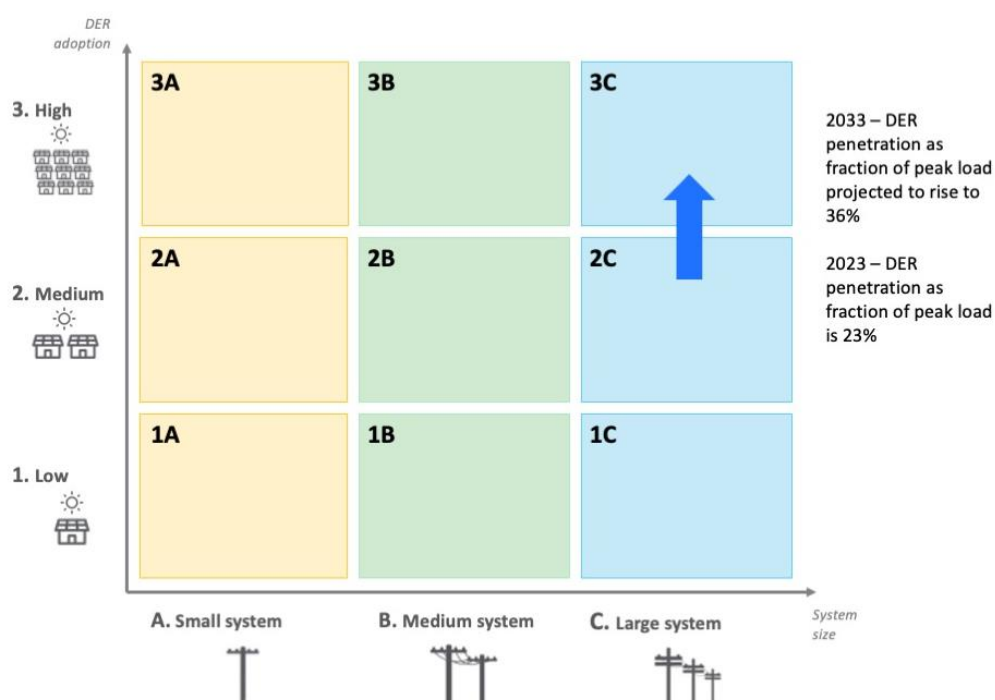 DER
adoption
3A
3B
3C
3. High
2033 – DER
penetration as
fraction of peak load
projected to rise to
36%
2A
2B
2C
2023 – DER
penetration as
fraction of peak load
is 23%
2. Medium
1A
1B
1C
1. Low
A. Small system
B. Medium system
C. Large system
System
size